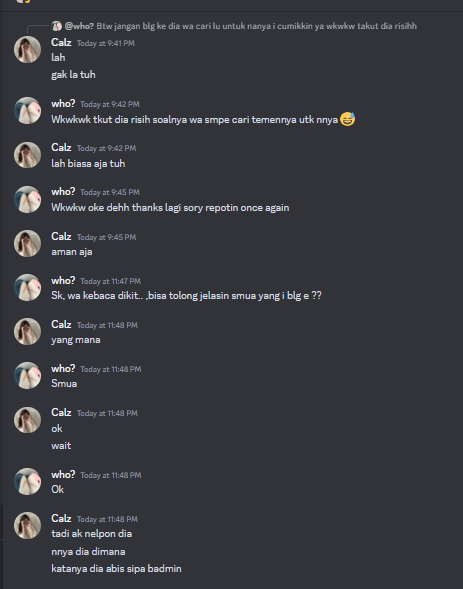 @who? Btw jangan blg ke dia wa cari lu untuk nanya i cumikkin ya wkwkw takut dia risihh
Calz Today at 9:41 PM
lah
gak la tuh
who? Today at 9:42 PM
Wkwkwk tkut dia risih soalnya wa smpe cari temennya utk nnya 😅
Calz Today at 9:42 PM
lah biasa aja tuh
who? Today at 9:45 PM
Wkwkw oke dehh thanks lagi sory repotin once again
Calz Today at 9:45 PM
aman aja
who? Today at 11:47 PM
Sk, wa kebaca dikit.. ,bisa tolong jelasin smua yang i blg e ??
Calz Today at 11:48 PM
yang mana
who? Today at 11:48 PM
Smua
Calz Today at 11:48 PM
ok
wait
who? Today at 11:48 PM
Ok
Calz Today at 11:48 PM
tadi ak nelpon dia
nnya dia dimana
katanya dia abis sipa badmin